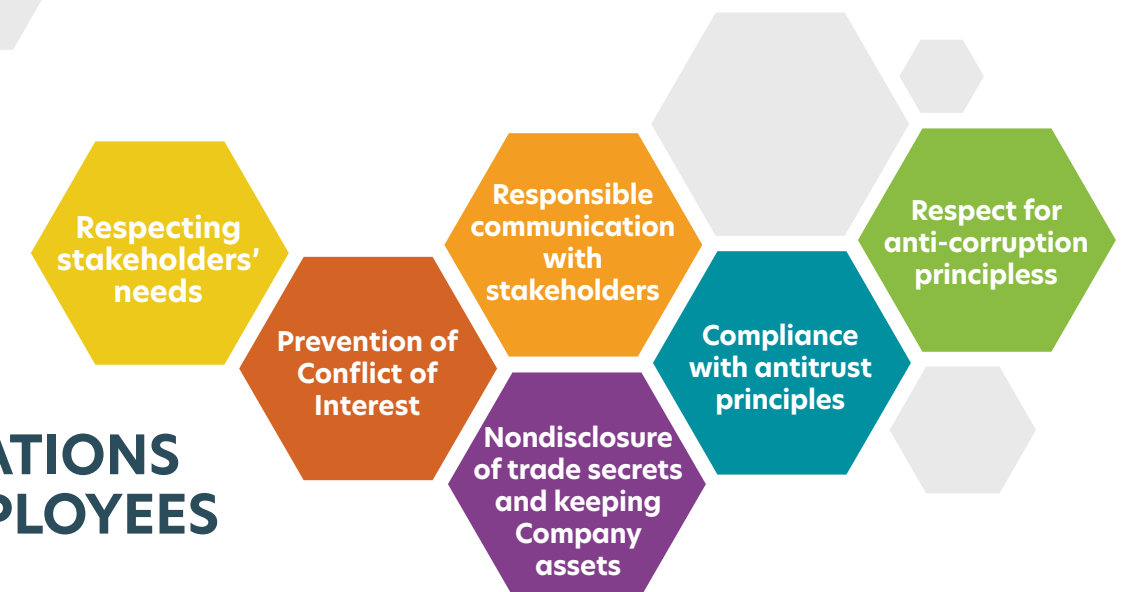 Respecting
stakeholders’
needs
Prevention of
Conflict of
Interest
Responsible
communication
with
stakeholders
Nondisclosure
of trade secrets
and keeping
Company
assets
Compliance
with antitrust
principles
Respect for
anti-corruption
principless
ATIONS
PLOYEES